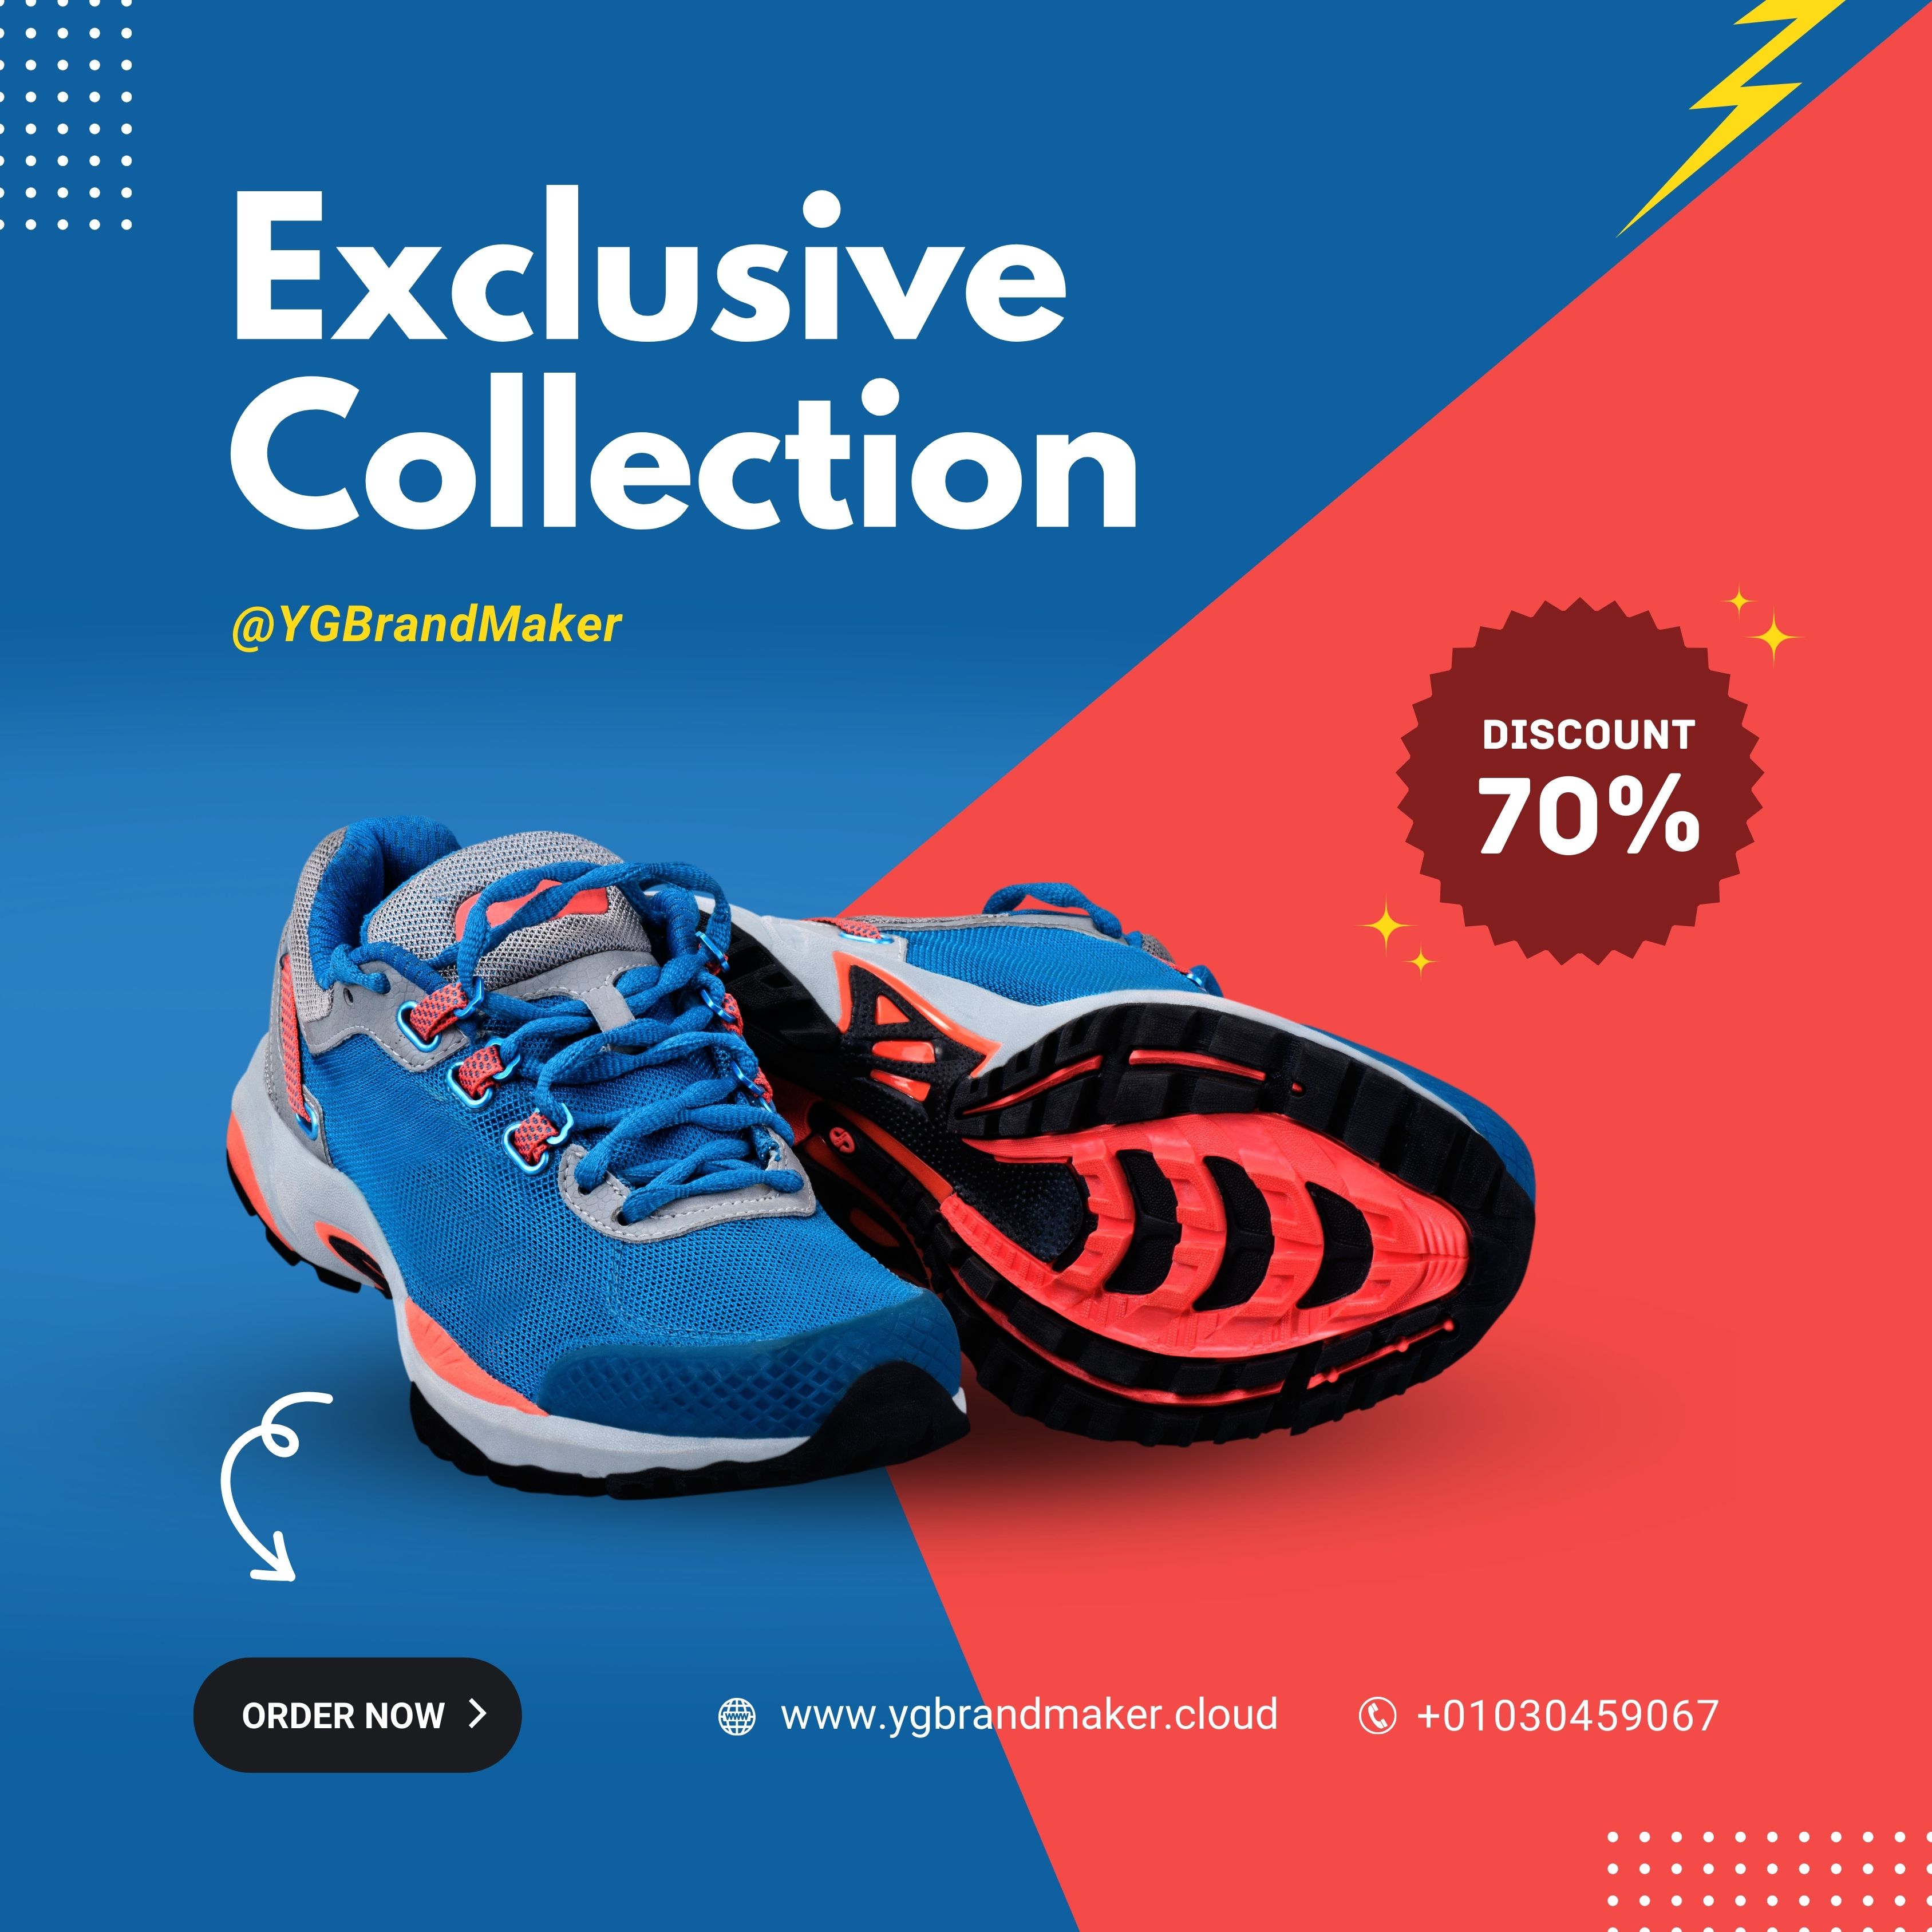 Exclusive
Collection
@YGBrandMaker
DISCOUNT
70%
ORDER NOW
www.ygbrandmaker.cloud
+01030459067